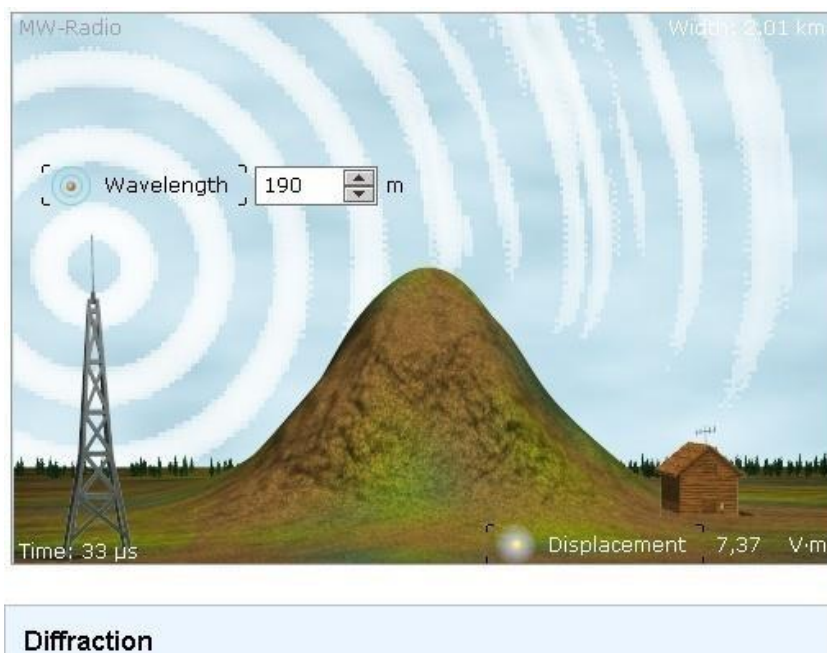 MW-Radio
Width: 2.01 km
Wavelength 190 m
Time: 33 µs
Displacement 7,37 V·m
Diffraction